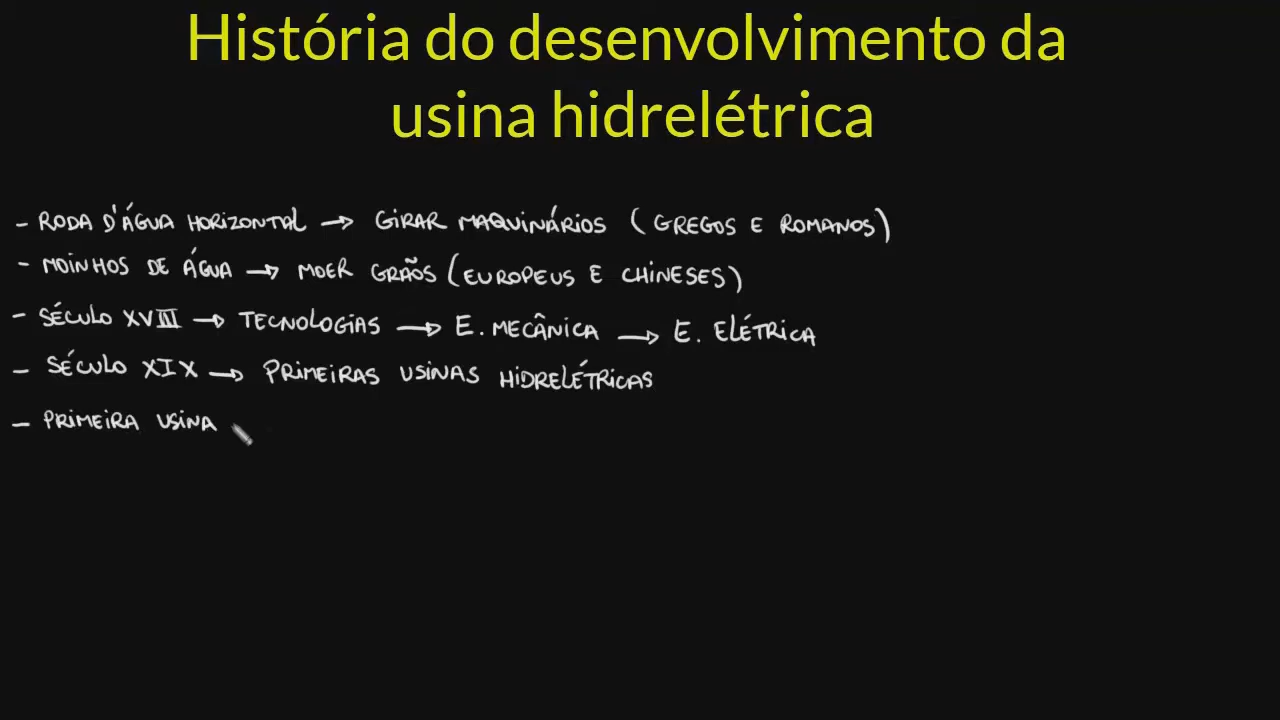 História do desenvolvimento da
usina hidrelétrica
- RODA D'ÁGUA HORIZONTAL → GIRAR MAQUINÁRIOS (GREGOS E ROMANOS)
- MOINHOS DE ÁGUA → MOER GRÃOS (EUROPEUS E CHINESES)
- SÉCULO XVIII → TECNOLOGIAS → E. MECÂNICA → E. ELÉTRICA
- SÉCULO XIX → PRIMEIRAS USINAS HIDRELÉTRICAS
- PRIMEIRA USINA